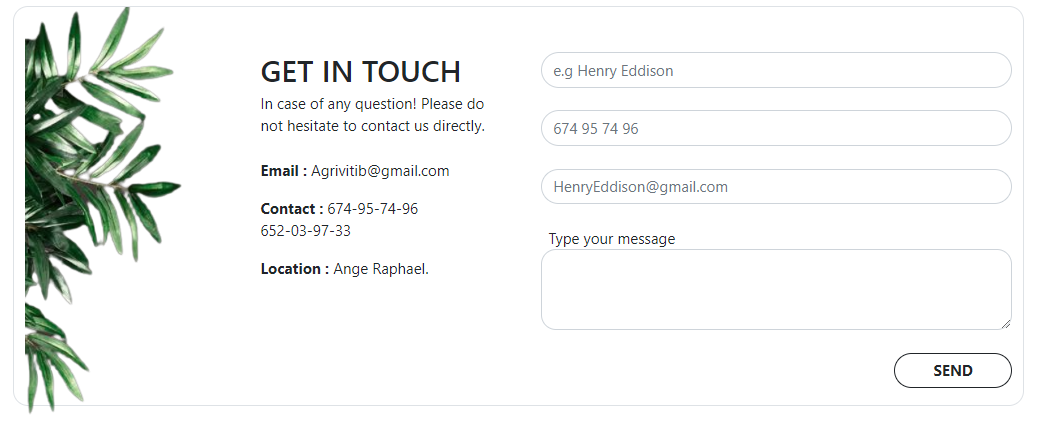 GET IN TOUCH
In case of any question! Please do
not hesitate to contact us directly.
Email : Agrivitib@gmail.com
Contact : 674-95-74-96
652-03-97-33
Location : Ange Raphael.
e.g Henry Eddison
674 95 74 96
HenryEddison@gmail.com
Type your message
SEND